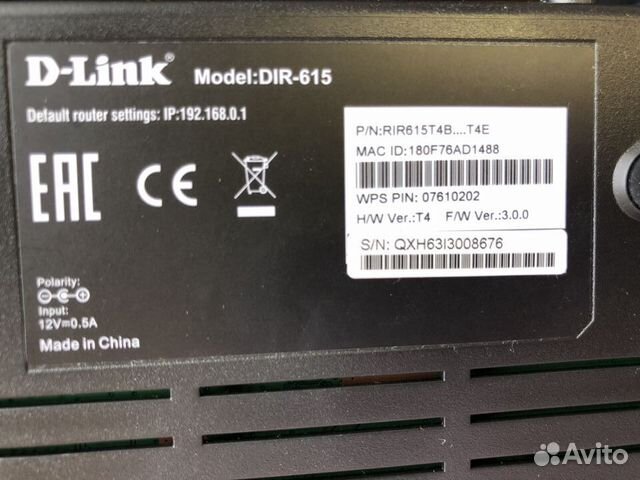 D-Link Model:DIR-615
Default router settings: IP:192.168.0.1
P/N:RIR615T4B....T4E
MAC ID:180F76AD1488
WPS PIN: 07610202
H/W Ver.:T4 F/W Ver.:3.0.0
S/N: QXH63I3008676
EAC CE
Polarity:
Input:
12V⎓0.5A
Made in China
Avito